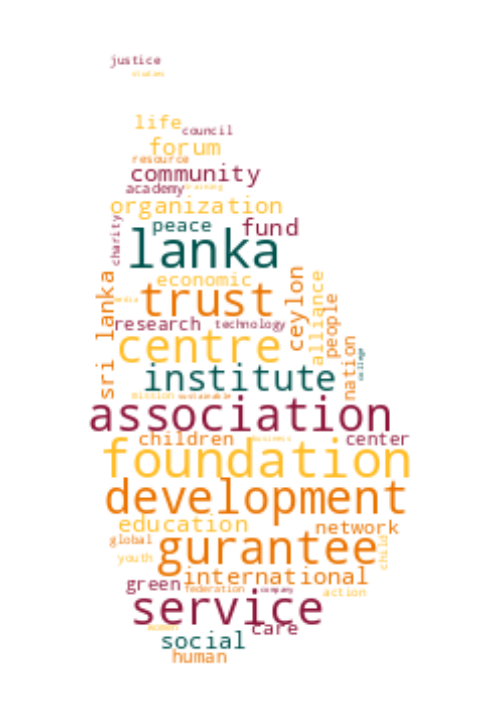 justice
studies
life
council
forum
resource
community
academy training
organization
charity
peace
fund
lanka
economic
sri lanka
media
trust
ceylon
alliance
people
research
technology
centre
nation
college
institute
mission
sustainable
association
children
business
center
foundation
development
education
network
global
gurantee
child
youth
international
green
federation
company
action
service
care
social
human